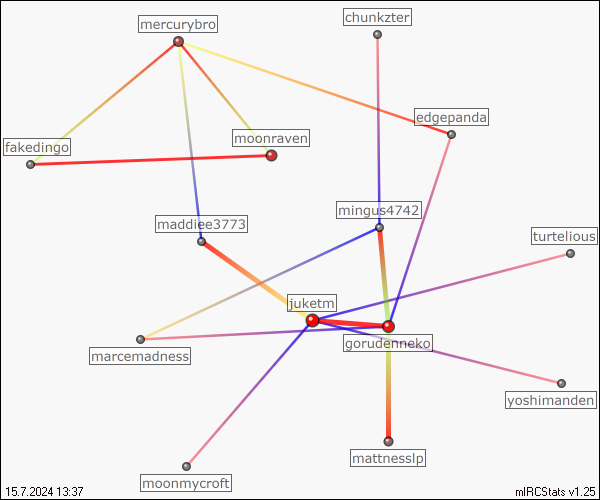 mercurybro
chunkzter
edgepanda
moonraven
fakedingo
mingus4742
maddiee3773
turtelious
juketm
gorudenneko
marcemadness
yoshimanden
mattnesslp
moonmycroft
15.7.2024 13:37
mIRCStats v1.25